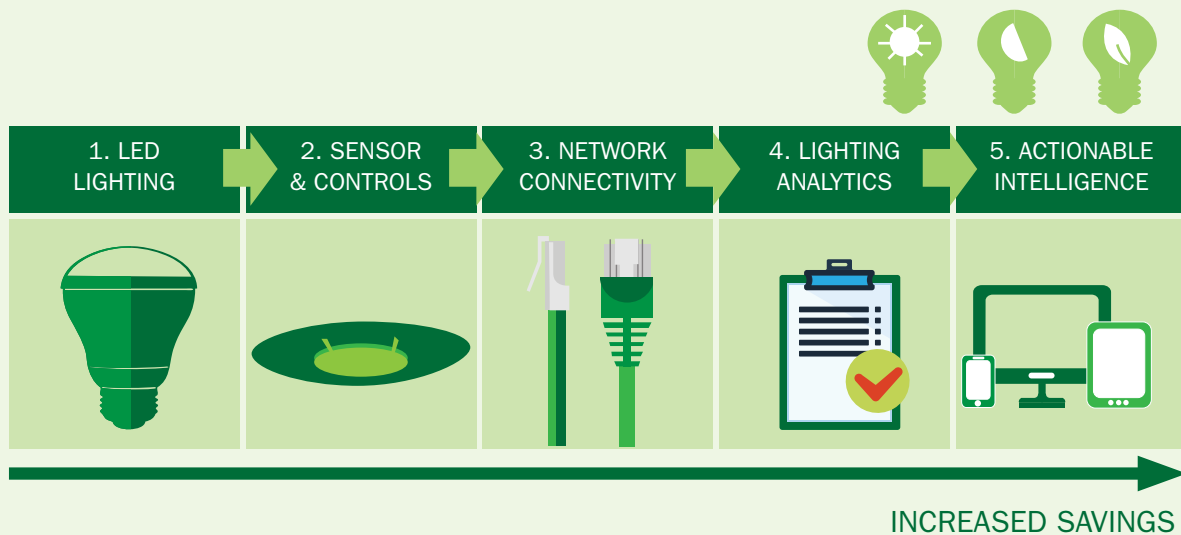 1. LED
LIGHTING
2. SENSOR
& CONTROLS
3. NETWORK
CONNECTIVITY
4. LIGHTING
ANALYTICS
5. ACTIONABLE
INTELLIGENCE
INCREASED SAVINGS